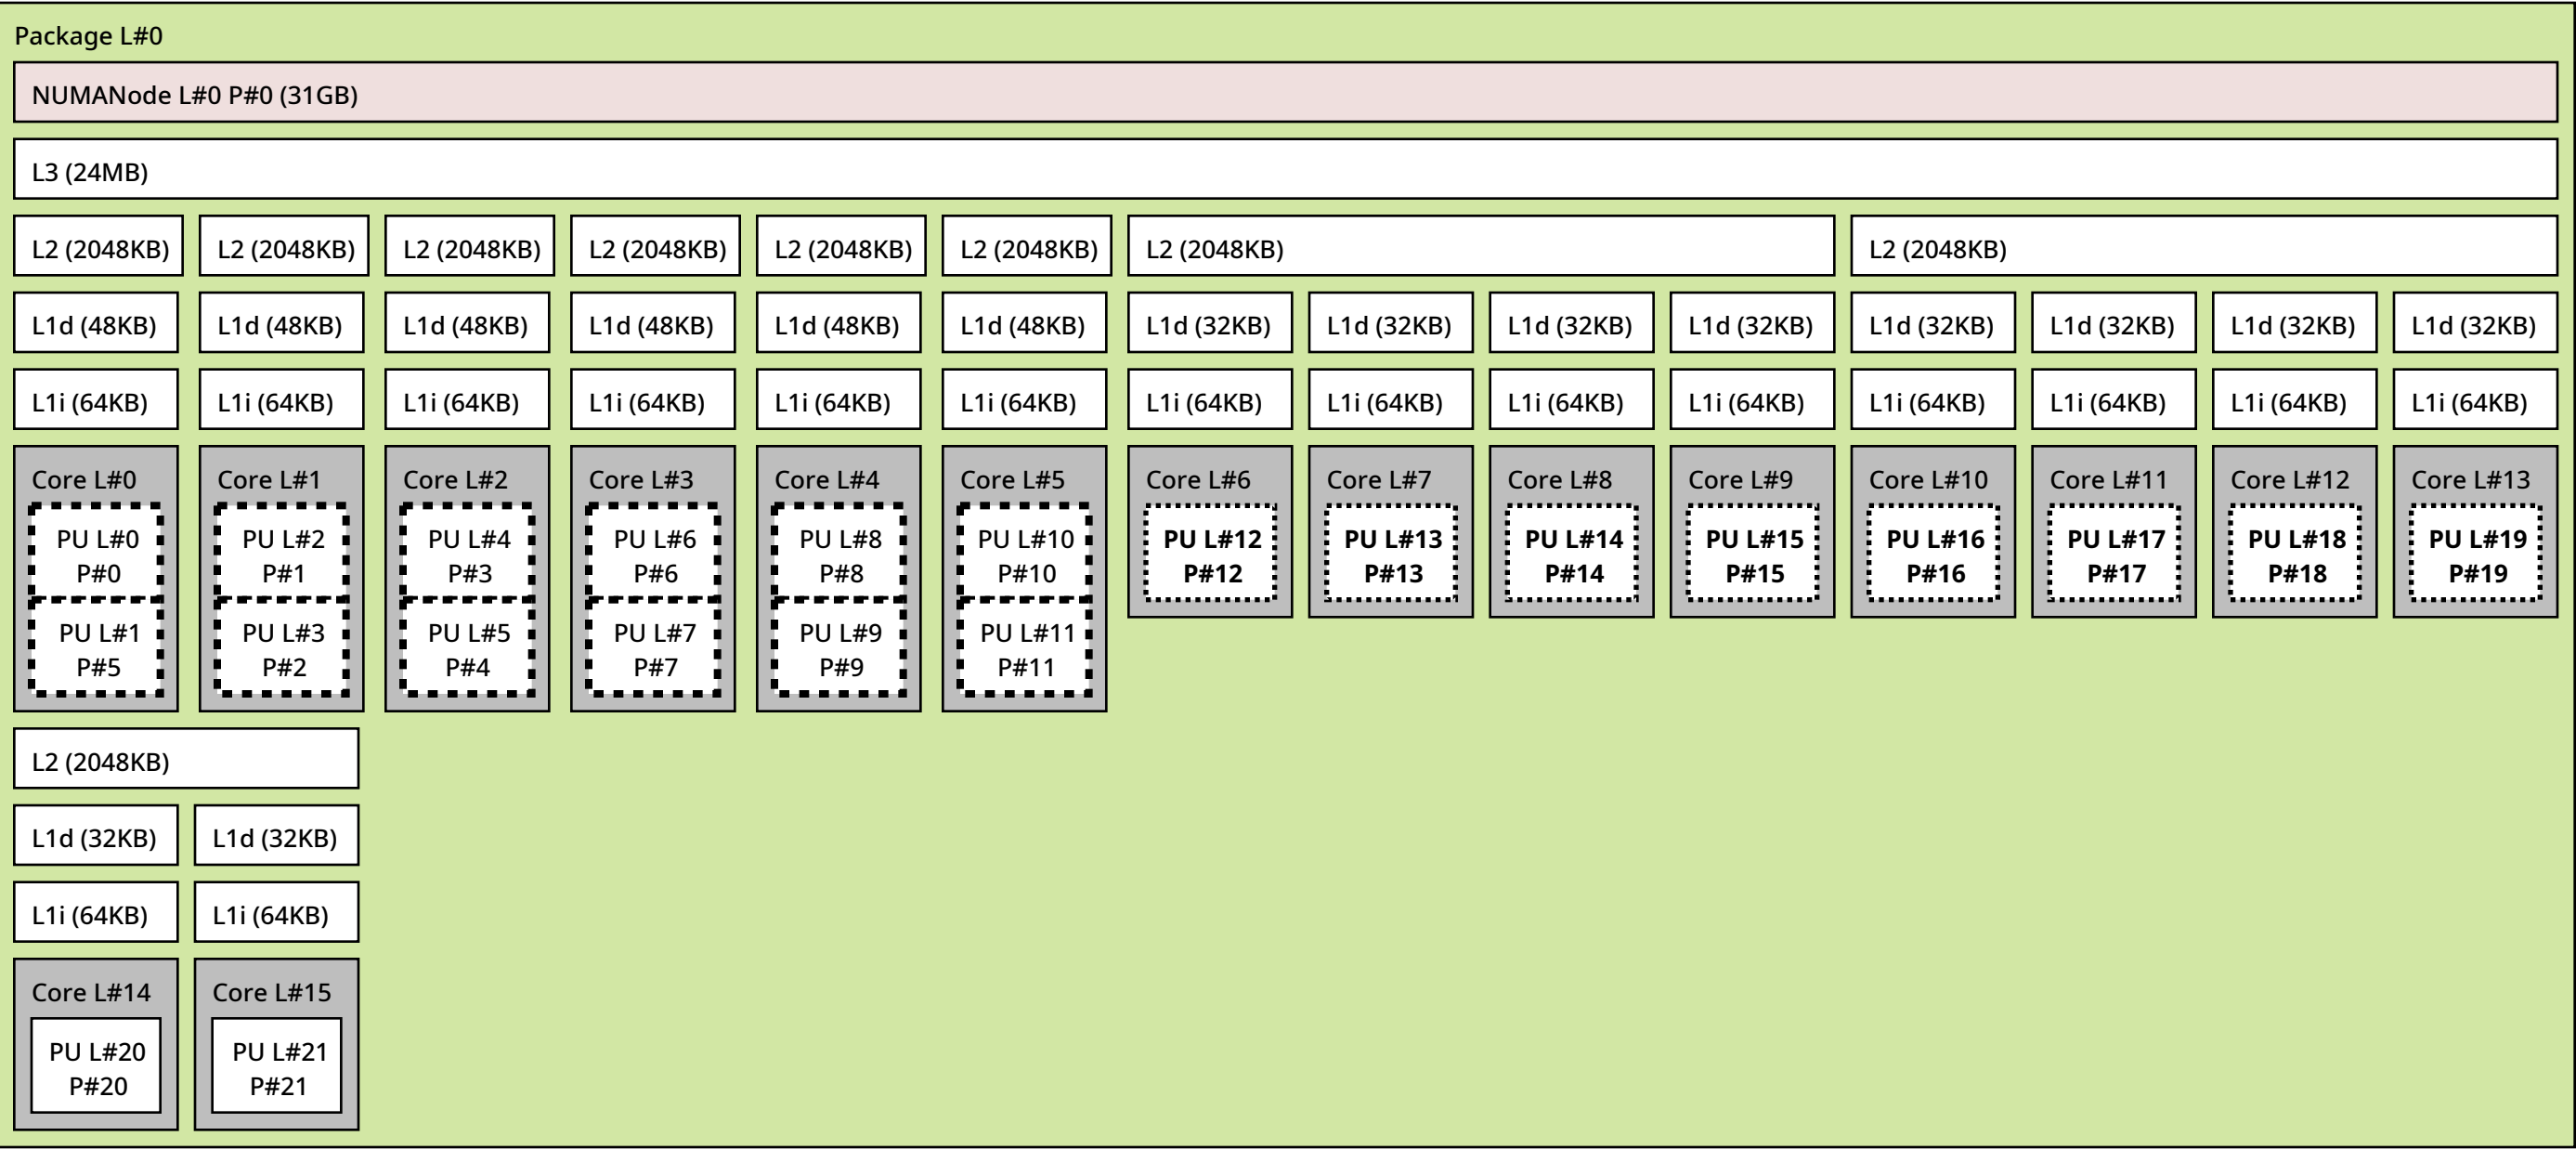 Package L#0
NUMANode L#0 P#0 (31GB)
L3 (24MB)
L2 (2048KB) L2 (2048KB) L2 (2048KB) L2 (2048KB) L2 (2048KB) L2 (2048KB) L2 (2048KB) L2 (2048KB)
L1d (48KB) L1d (48KB) L1d (48KB) L1d (48KB) L1d (48KB) L1d (48KB) L1d (32KB) L1d (32KB) L1d (32KB) L1d (32KB) L1d (32KB) L1d (32KB) L1d (32KB) L1d (32KB)
L1i (64KB) L1i (64KB) L1i (64KB) L1i (64KB) L1i (64KB) L1i (64KB) L1i (64KB) L1i (64KB) L1i (64KB) L1i (64KB) L1i (64KB) L1i (64KB) L1i (64KB) L1i (64KB)
Core L#0 Core L#1 Core L#2 Core L#3 Core L#4 Core L#5 Core L#6 Core L#7 Core L#8 Core L#9 Core L#10 Core L#11 Core L#12 Core L#13
PU L#0 PU L#2 PU L#4 PU L#6 PU L#8 PU L#10 PU L#12 PU L#13 PU L#14 PU L#15 PU L#16 PU L#17 PU L#18 PU L#19
P#0 P#1 P#3 P#6 P#8 P#10 P#12 P#13 P#14 P#15 P#16 P#17 P#18 P#19
PU L#1 PU L#3 PU L#5 PU L#7 PU L#9 PU L#11
P#5 P#2 P#4 P#7 P#9 P#11
L2 (2048KB)
L1d (32KB) L1d (32KB)
L1i (64KB) L1i (64KB)
Core L#14 Core L#15
PU L#20 PU L#21
P#20 P#21